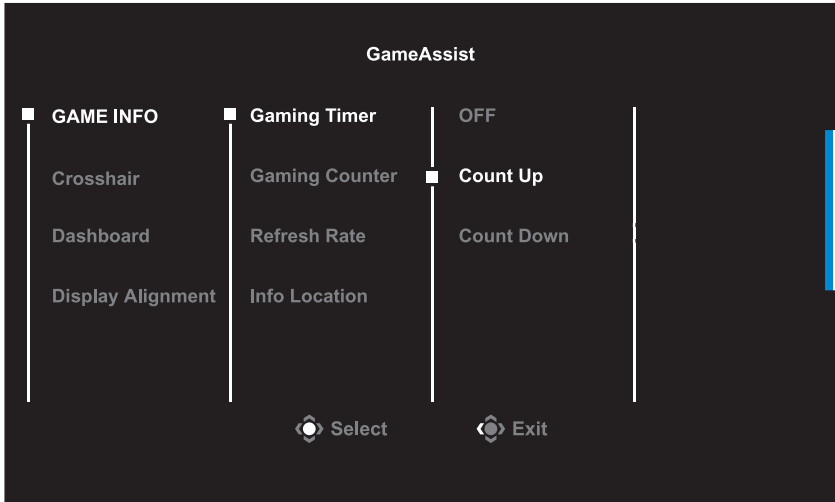 GameAssist
GAME INFO Gaming Timer OFF
Crosshair Gaming Counter Count Up
Dashboard Refresh Rate Count Down
Display Alignment Info Location
Select Exit